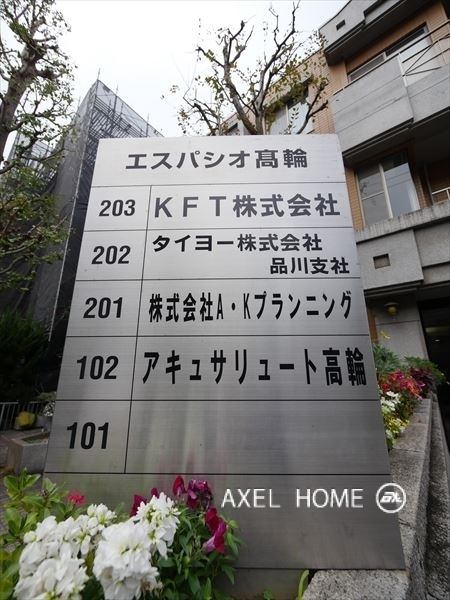 エスパシオ髙輪
203 KFT株式会社
202 タイヨー株式会社
品川支社
201 株式会社A・Kプランニング
102 アキュサリュート高輪
101
AXEL HOME